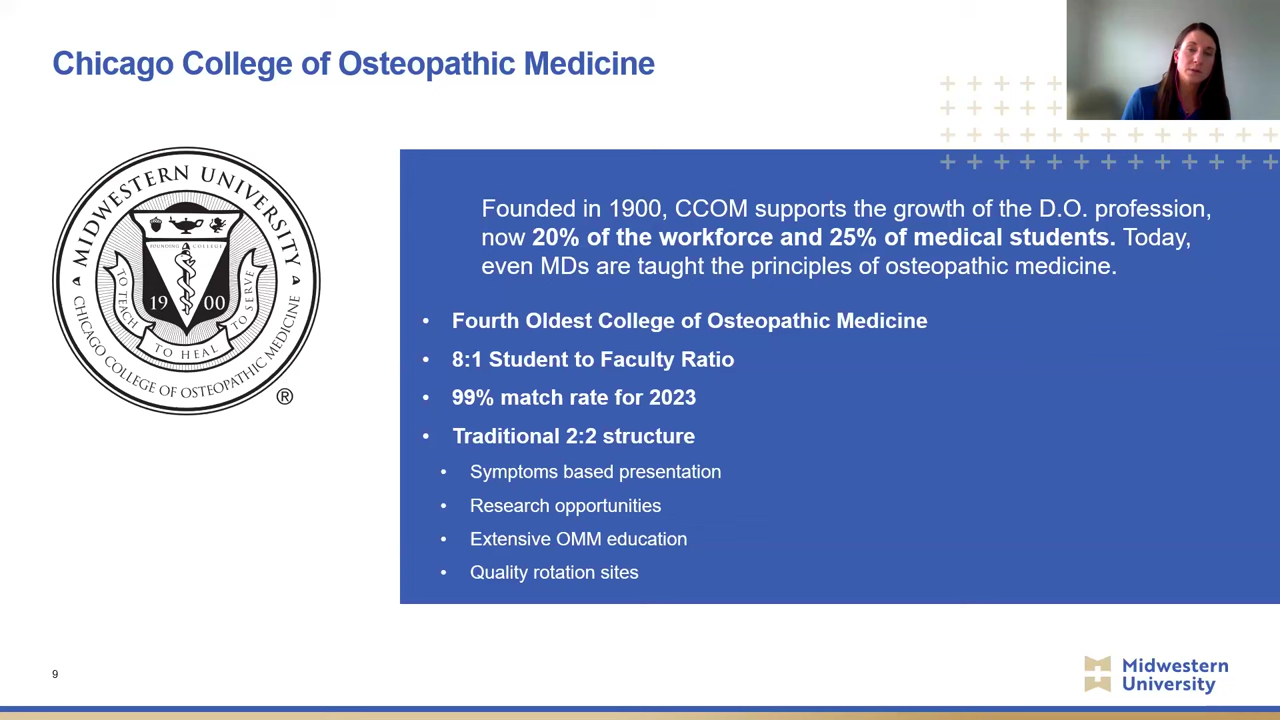 Chicago College of Osteopathic Medicine
MIDWESTERN UNIVERSITY
FOUNDING COLLEGE
1900
TO TEACH
TO HEAL
TO SERVE
CHICAGO COLLEGE OF OSTEOPATHIC MEDICINE
®
Founded in 1900, CCOM supports the growth of the D.O. profession,
now 20% of the workforce and 25% of medical students. Today,
even MDs are taught the principles of osteopathic medicine.
• Fourth Oldest College of Osteopathic Medicine
• 8:1 Student to Faculty Ratio
• 99% match rate for 2023
• Traditional 2:2 structure
• Symptoms based presentation
• Research opportunities
• Extensive OMM education
• Quality rotation sites
9
Midwestern
University